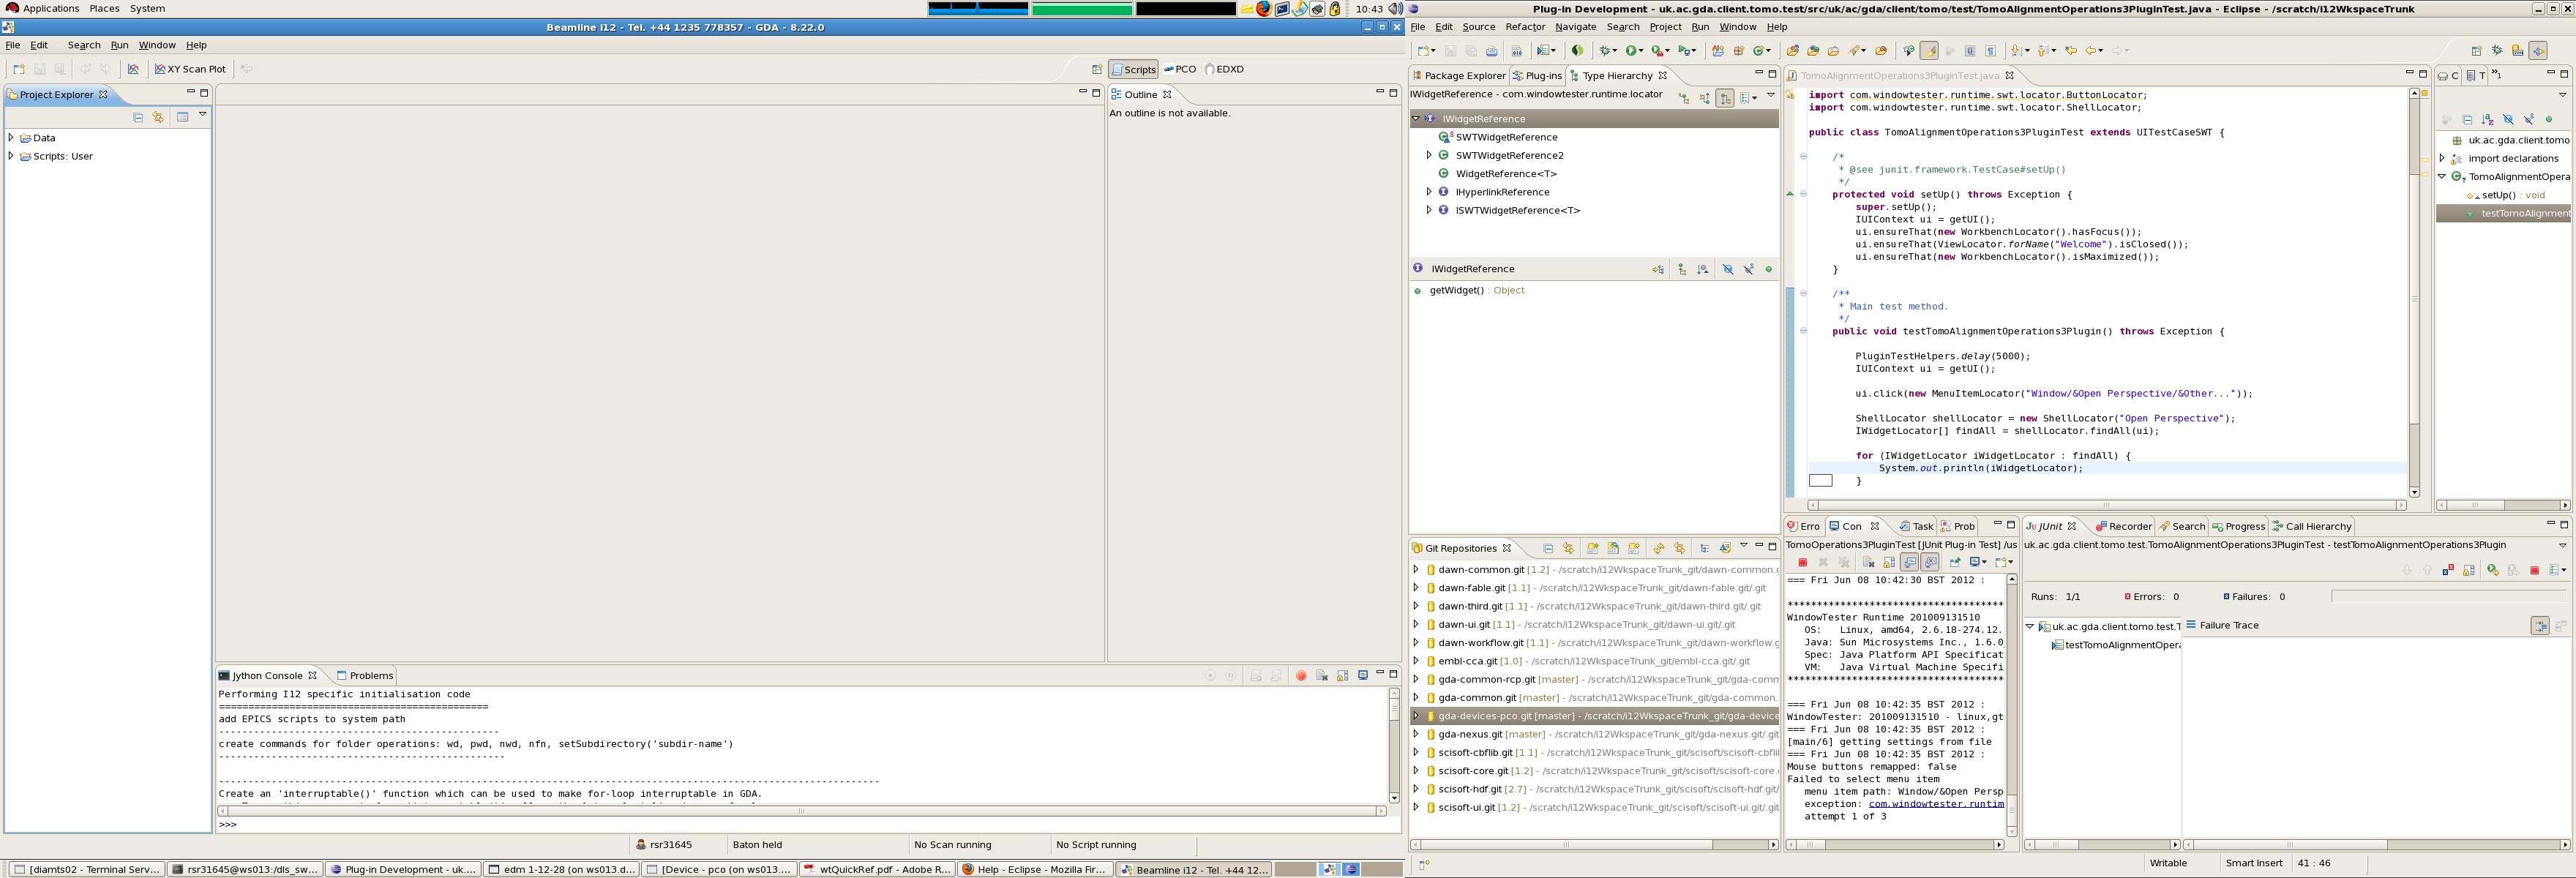 Applications Places System
10:43
Beamline i12 - Tel. +44 1235 778357 - GDA - 8.22.0
File Edit Search Run Window Help
XY Scan Plot
Scripts PCO EDXD
Project Explorer
Data
Scripts: User
Outline
An outline is not available.
Jython Console Problems
Performing I12 specific initialisation code
==============================================
add EPICS scripts to system path
------------------------------------------------
create commands for folder operations: wd, pwd, nwd, nfn, setSubdirectory('subdir-name')
-------------------------------------------------
Create an 'interruptable()' function which can be used to make for-loop interruptable in GDA.
>>>
rsr31645 Baton held No Scan running No Script running
[diamts02 - Terminal Serv... rsr31645@ws013:/dls_sw... Plug-in Development - uk.... edm 1-12-28 (on ws013.d... [Device - pco (on ws013.... wtQuickRef.pdf - Adobe R... Help - Eclipse - Mozilla Fir... Beamline i12 - Tel. +44 12...
Plug-in Development - uk.ac.gda.client.tomo.test/src/uk/ac/gda/client/tomo/test/TomoAlignmentOperations3PluginTest.java - Eclipse - /scratch/i12WkspaceTrunk
File Edit Source Refactor Navigate Search Project Run Window Help
Package Explorer Plug-ins Type Hierarchy
IWidgetReference - com.windowtester.runtime.locator
IWidgetReference
SWTWidgetReference
SWTWidgetReference2
WidgetReference<T>
IHyperlinkReference
ISWTWidgetReference<T>
IWidgetReference
getWidget() : Object
Git Repositories
dawn-common.git [1.2] - /scratch/i12WkspaceTrunk_git/dawn-common.g
dawn-fable.git [1.1] - /scratch/i12WkspaceTrunk_git/dawn-fable/.git
dawn-third.git [1.1] - /scratch/i12WkspaceTrunk_git/dawn-third/.git
dawn-ui.git [1.1] - /scratch/i12WkspaceTrunk_git/dawn-ui/.git
dawn-workflow.git [1.1] - /scratch/i12WkspaceTrunk_git/dawn-workflow.g
embl-cca.git [1.0] - /scratch/i12WkspaceTrunk_git/embl-cca/.git
gda-common-rcp.git [master] - /scratch/i12WkspaceTrunk_git/gda-comm
gda-common.git [master] - /scratch/i12WkspaceTrunk_git/gda-common.
gda-devices-pco.git [master] - /scratch/i12WkspaceTrunk_git/gda-device
gda-nexus.git [master] - /scratch/i12WkspaceTrunk_git/gda-nexus/.git
scisoft-cbflib.git [1.1] - /scratch/i12WkspaceTrunk_git/scisoft/scisoft-cbfli
scisoft-core.git [1.2] - /scratch/i12WkspaceTrunk_git/scisoft/scisoft-core.
scisoft-hdf.git [2.7] - /scratch/i12WkspaceTrunk_git/scisoft/scisoft-hdf.git/
scisoft-ui.git [1.2] - /scratch/i12WkspaceTrunk_git/scisoft/scisoft-ui/.git
TomoAlignmentOperations3PluginTest.java
import com.windowtester.runtime.swt.locator.ButtonLocator;
import com.windowtester.runtime.swt.locator.ShellLocator;
public class TomoAlignmentOperations3PluginTest extends UITestCaseSWT {
/*
* @see junit.framework.TestCase#setUp()
*/
protected void setUp() throws Exception {
super.setUp();
IUIContext ui = getUI();
ui.ensureThat(new WorkbenchLocator().hasFocus());
ui.ensureThat(ViewLocator.forName("Welcome").isClosed());
ui.ensureThat(new WorkbenchLocator().isMaximized());
}
/**
* Main test method.
*/
public void testTomoAlignmentOperations3Plugin() throws Exception {
PluginTestHelpers.delay(5000);
IUIContext ui = getUI();
ui.click(new MenuItemLocator("Window/&Open Perspective/&Other..."));
ShellLocator shellLocator = new ShellLocator("Open Perspective");
IWidgetLocator[] findAll = shellLocator.findAll(ui);
for (IWidgetLocator iWidgetLocator : findAll) {
System.out.println(iWidgetLocator);
}
C T
uk.ac.gda.client.tomo
import declarations
TomoAlignmentOpera
setUp() : void
testTomoAlignment
Erro Con Task Prob
TomoOperations3PluginTest [JUnit Plug-in Test] /us
=== Fri Jun 08 10:42:30 BST 2012 :
*************************************
WindowTester Runtime 201009131510
OS: Linux, amd64, 2.6.18-274.12.
Java: Sun Microsystems Inc., 1.6.0
Spec: Java Platform API Specificat
VM: Java Virtual Machine Specifi
*************************************
=== Fri Jun 08 10:42:35 BST 2012 :
WindowTester: 201009131510 - linux,gt
=== Fri Jun 08 10:42:35 BST 2012 :
[main/6] getting settings from file
=== Fri Jun 08 10:42:35 BST 2012 :
Mouse buttons remapped: false
Failed to select menu item
menu item path: Window/&Open Persp
exception: com.windowtester.runtim
attempt 1 of 3
JUnit Recorder Search Progress Call Hierarchy
uk.ac.gda.client.tomo.test.TomoAlignmentOperations3PluginTest - testTomoAlignmentOperations3Plugin
Runs: 1/1 Errors: 0 Failures: 0
uk.ac.gda.client.tomo.test.T
testTomoAlignmentOpera
Failure Trace
Writable Smart Insert 41 : 46